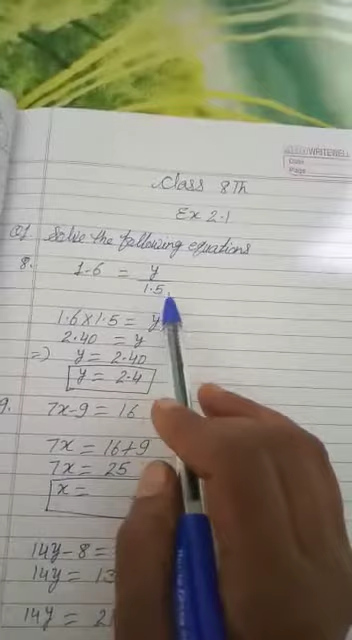 WRITEWELL
Date
Page
Class 8Th
Ex 2.1
Q1 Solve the following equations
8. 1.6 = y/1.5
1.6 x 1.5 = y
2.40 = y
=) y = 2.40
y = 2.4
9. 7x-9 = 16
7x = 16+9
7x = 25
x =
14y-8 =
14y = 13
14y = 21